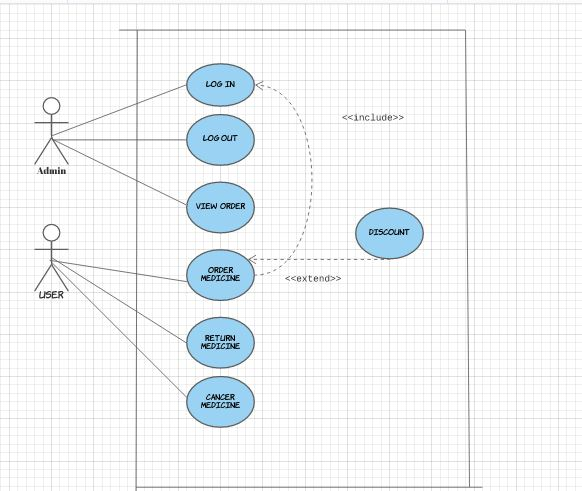 LOG IN
<<include>>
LOG OUT
Admin
VIEW ORDER
DISCOUNT
ORDER
MEDICINE
<<extend>>
USER
RETURN
MEDICINE
CANCER
MEDICINE